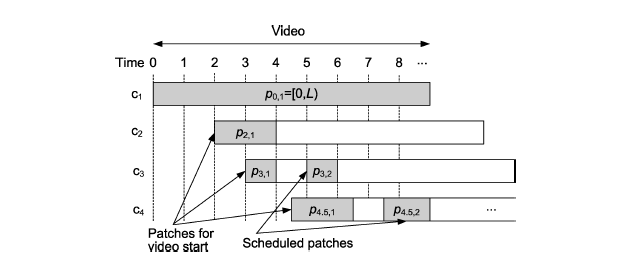 Video
Time 0 1 2 3 4 5 6 7 8 ...
c1 p0,1=[0,L)
c2 p2,1
c3 p3,1 p3,2
c4 p4.5,1 p4.5,2 ...
Patches for
video start
Scheduled patches